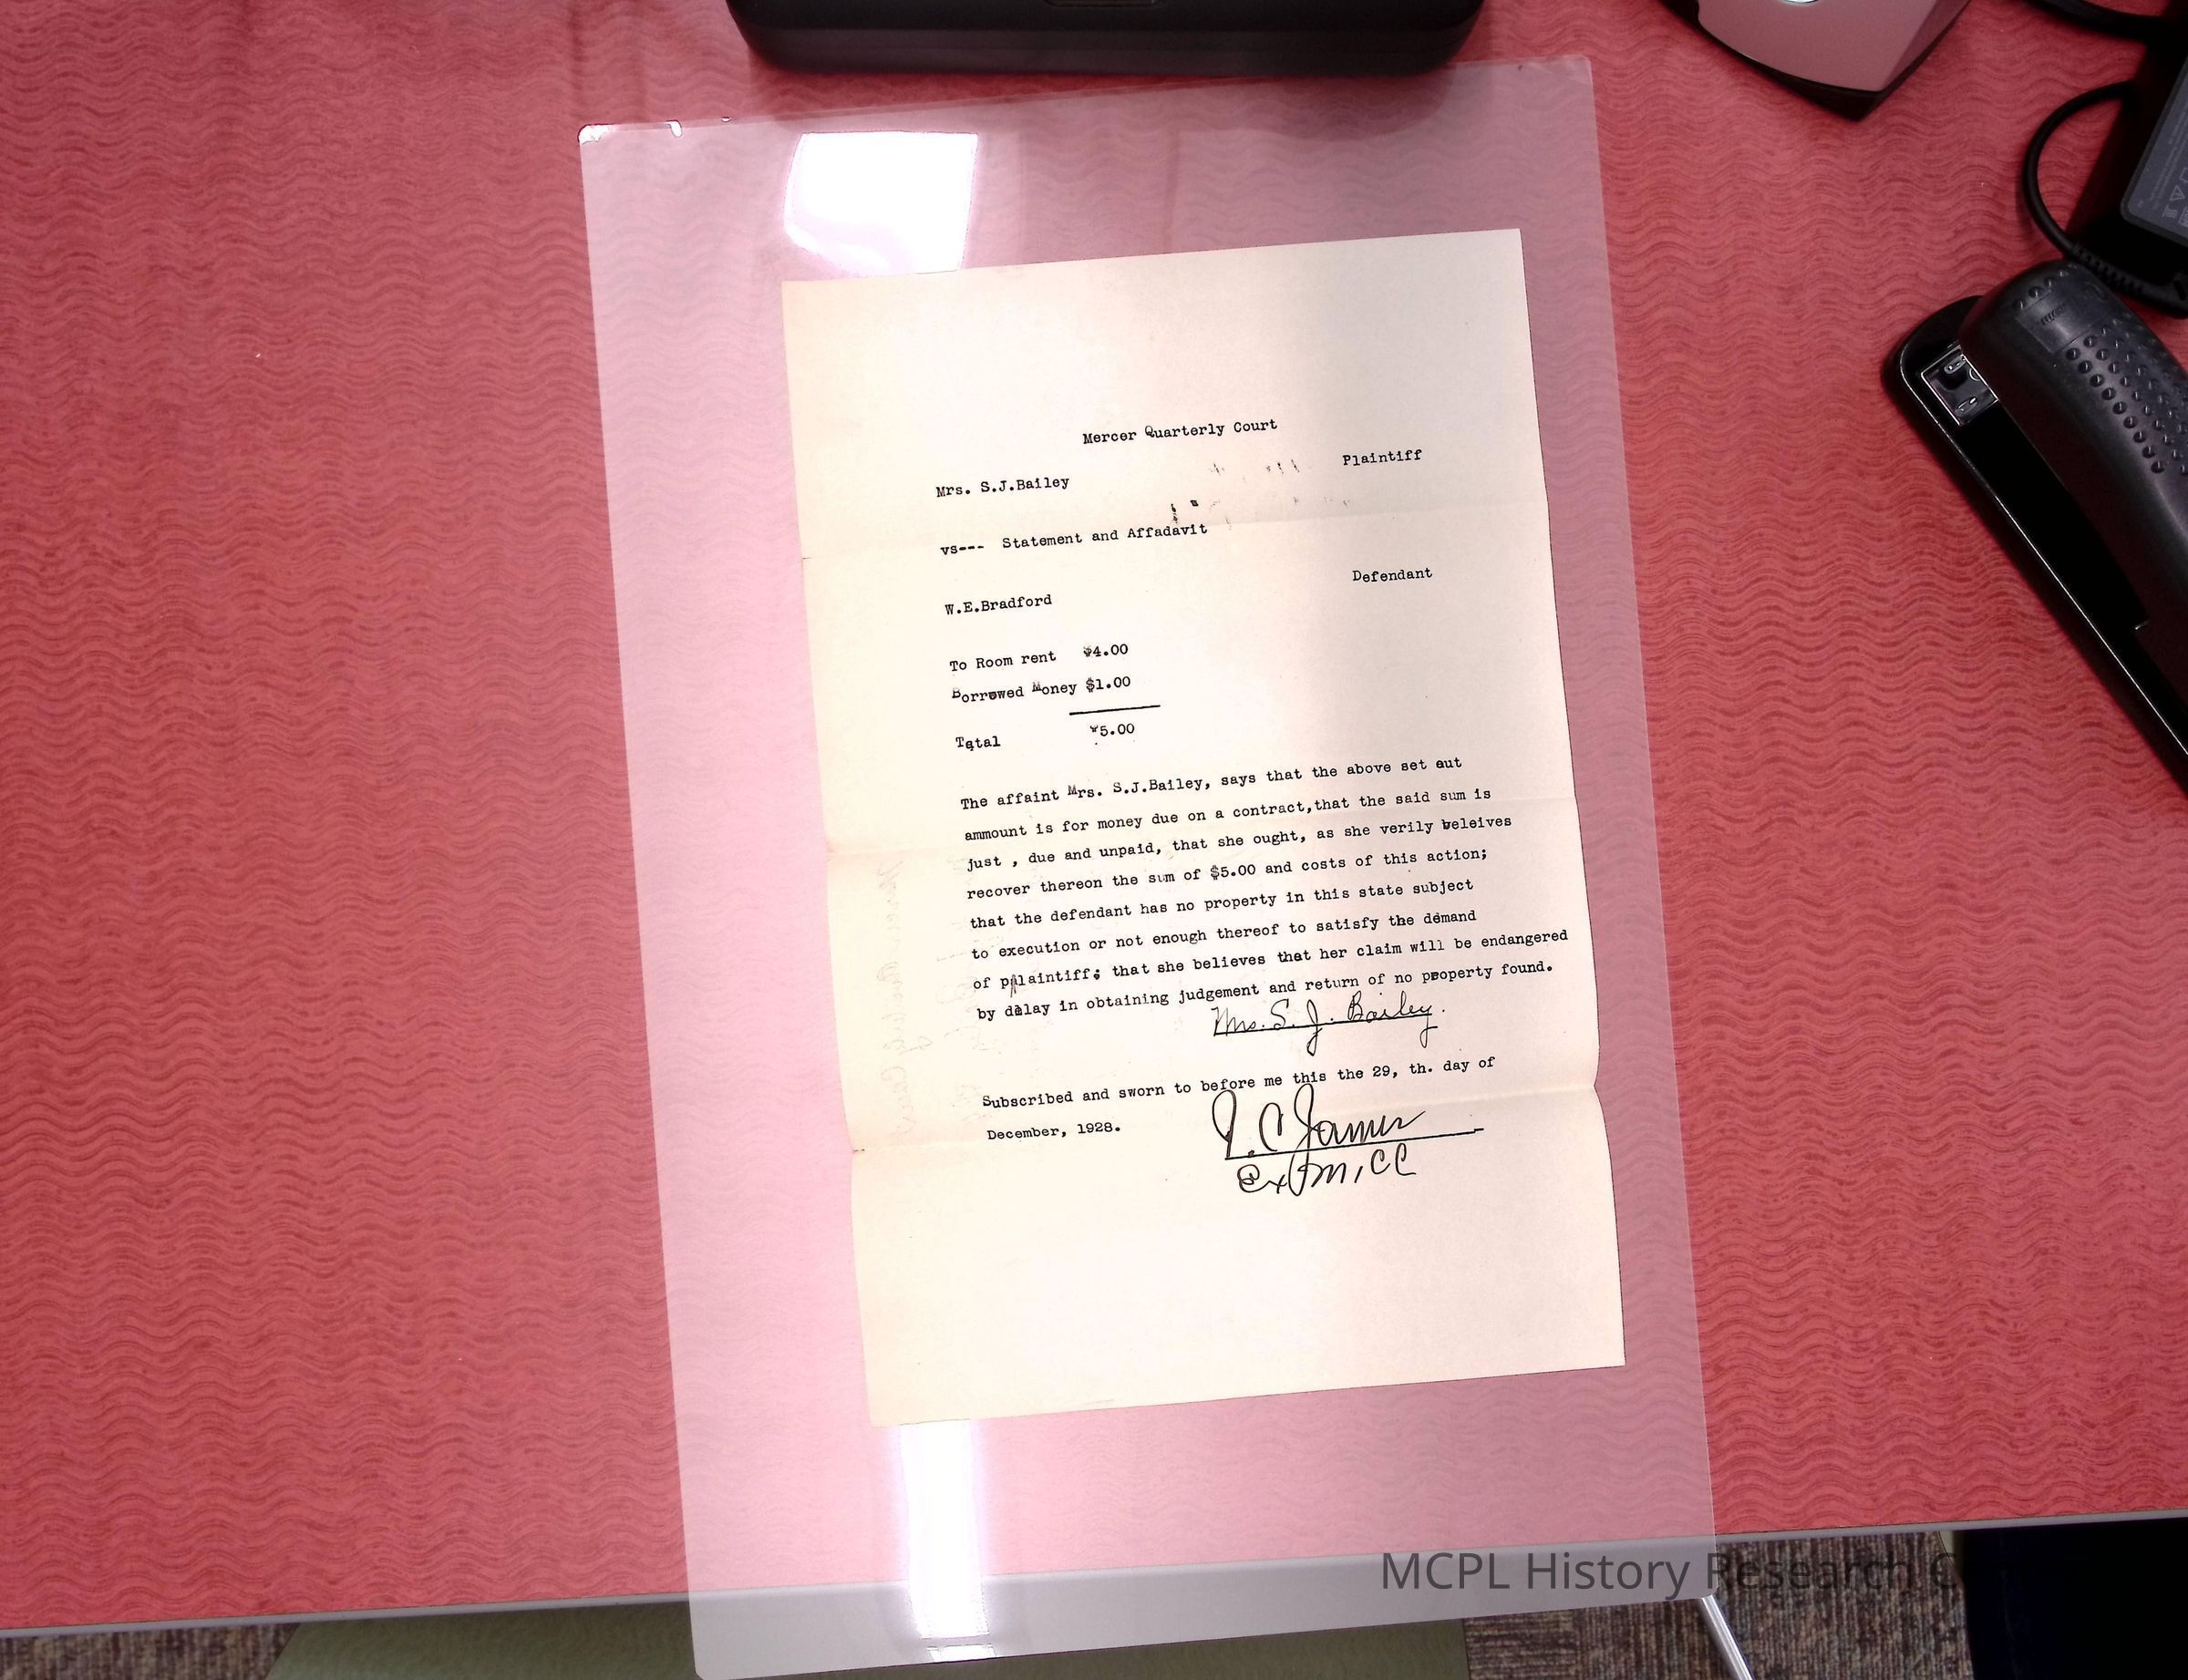 Mercer Quarterly Court
Mrs. S.J.Bailey Plaintiff
vs--- Statement and Affadavit
W.E.Bradford Defendant
To Room rent $4.00
Borrowed Money $1.00
Total $5.00
The affaint Mrs. S.J.Bailey, says that the above set out
ammount is for money due on a contract,that the said sum is
just , due and unpaid, that she ought, as she verily beleives
recover thereon the sum of $5.00 and costs of this action;
that the defendant has no property in this state subject
to execution or not enough thereof to satisfy the demand
of plaintiff; that she believes that her claim will be endangered
by delay in obtaining judgement and return of no property found.
Mrs. S. J. Bailey.
Subscribed and sworn to before me this the 29, th. day of
December, 1928.
C James
MCPL History Research C